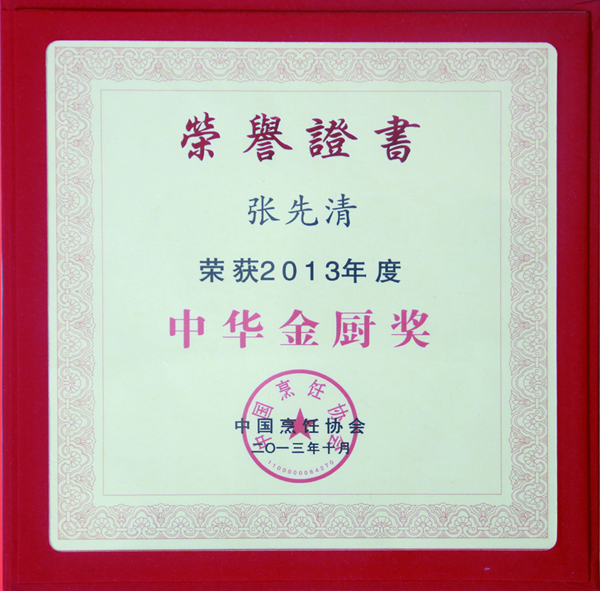 榮譽證書
张先清
荣获2013年度
中华金厨奖
中国烹饪协会
中国烹饪协会
二〇一三年十月